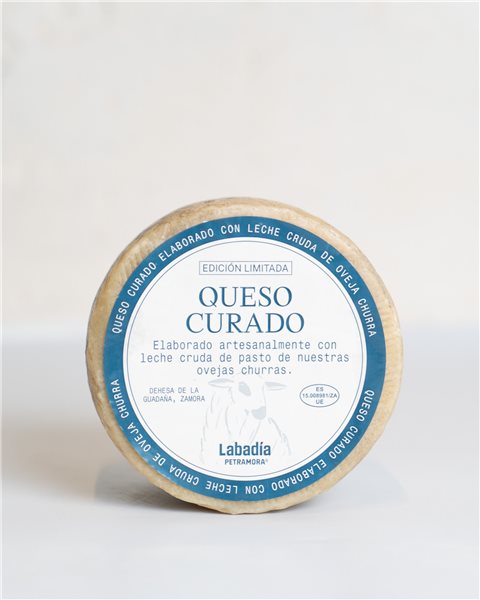 QUESO CURADO ELABORADO CON LECHE CRUDA DE OVEJA CHURRA
EDICIÓN LIMITADA
QUESO
CURADO
Elaborado artesanalmente con
leche cruda de pasto de nuestras
ovejas churras.
DEHESA DE LA
GUADAÑA, ZAMORA
ES
15.908981/ZA
UE
Labadía
PETRAMORA®
QUESO CURADO ELABORADO CON LECHE CRUDA DE OVEJA CHURRA